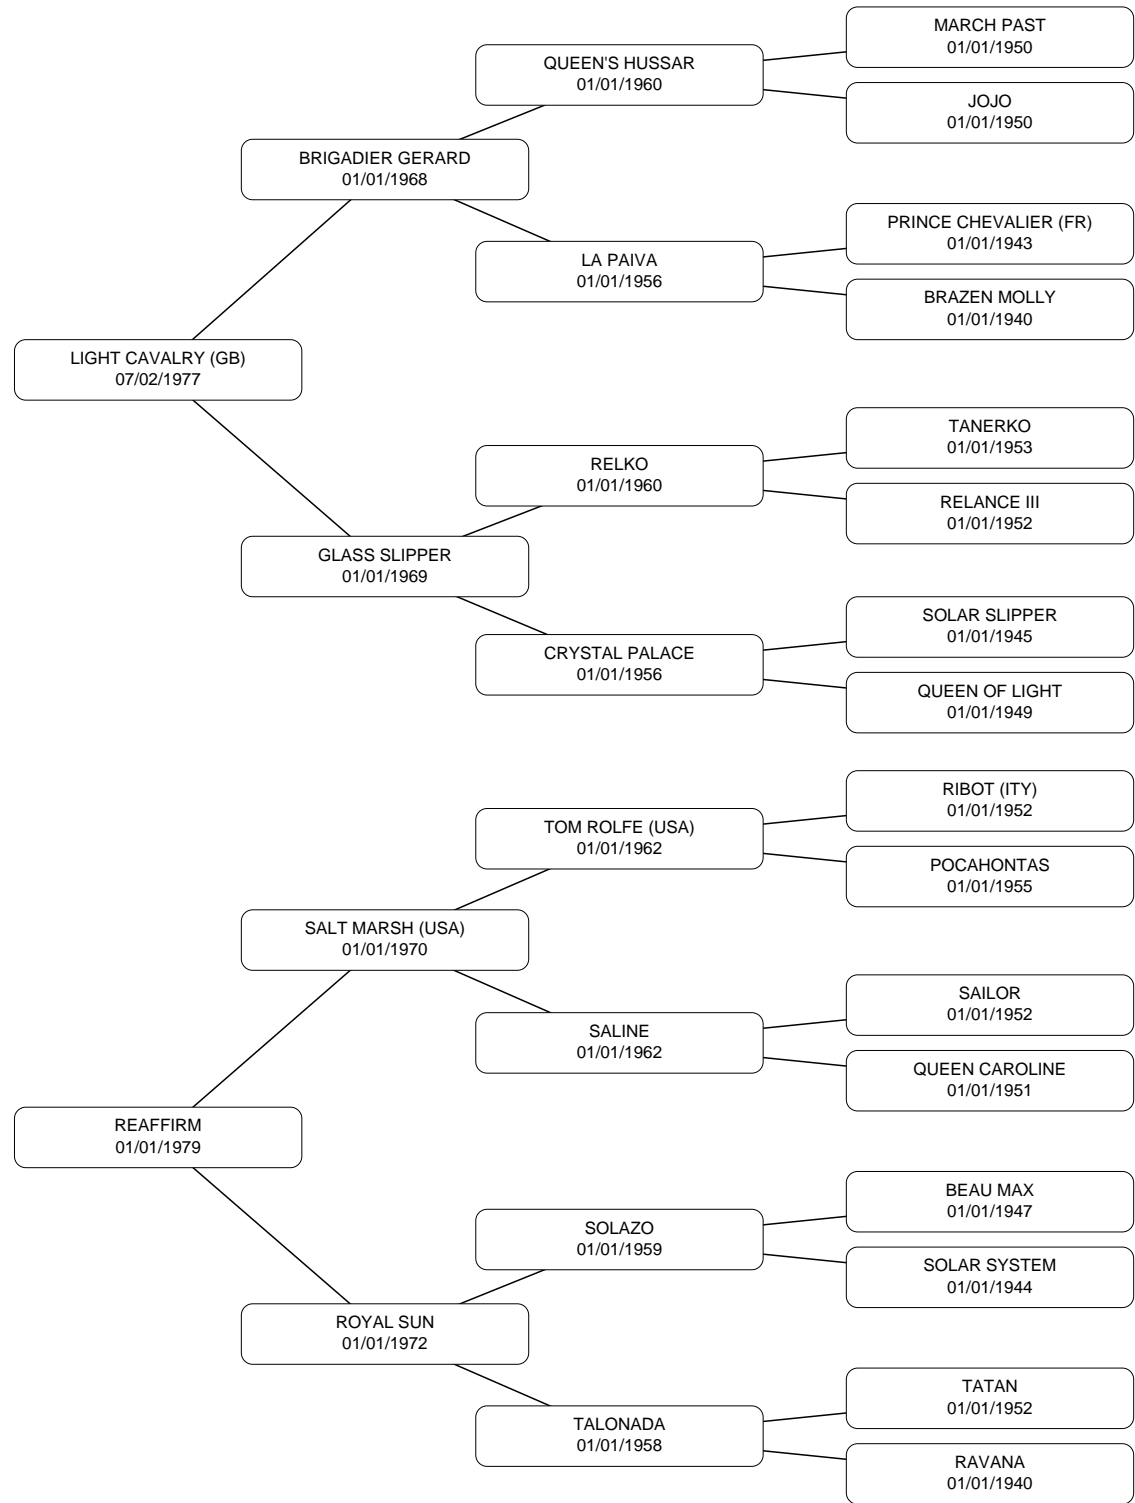 MARCH PAST
01/01/1950
QUEEN'S HUSSAR
01/01/1960
JOJO
01/01/1950
BRIGADIER GERARD
01/01/1968
PRINCE CHEVALIER (FR)
01/01/1943
LA PAIVA
01/01/1956
BRAZEN MOLLY
01/01/1940
LIGHT CAVALRY (GB)
07/02/1977
TANERKO
01/01/1953
RELKO
01/01/1960
RELANCE III
01/01/1952
GLASS SLIPPER
01/01/1969
SOLAR SLIPPER
01/01/1945
CRYSTAL PALACE
01/01/1956
QUEEN OF LIGHT
01/01/1949
RIBOT (ITY)
01/01/1952
TOM ROLFE (USA)
01/01/1962
POCAHONTAS
01/01/1955
SALT MARSH (USA)
01/01/1970
SAILOR
01/01/1952
SALINE
01/01/1962
QUEEN CAROLINE
01/01/1951
REAFFIRM
01/01/1979
BEAU MAX
01/01/1947
SOLAZO
01/01/1959
SOLAR SYSTEM
01/01/1944
ROYAL SUN
01/01/1972
TATAN
01/01/1952
TALONADA
01/01/1958
RAVANA
01/01/1940